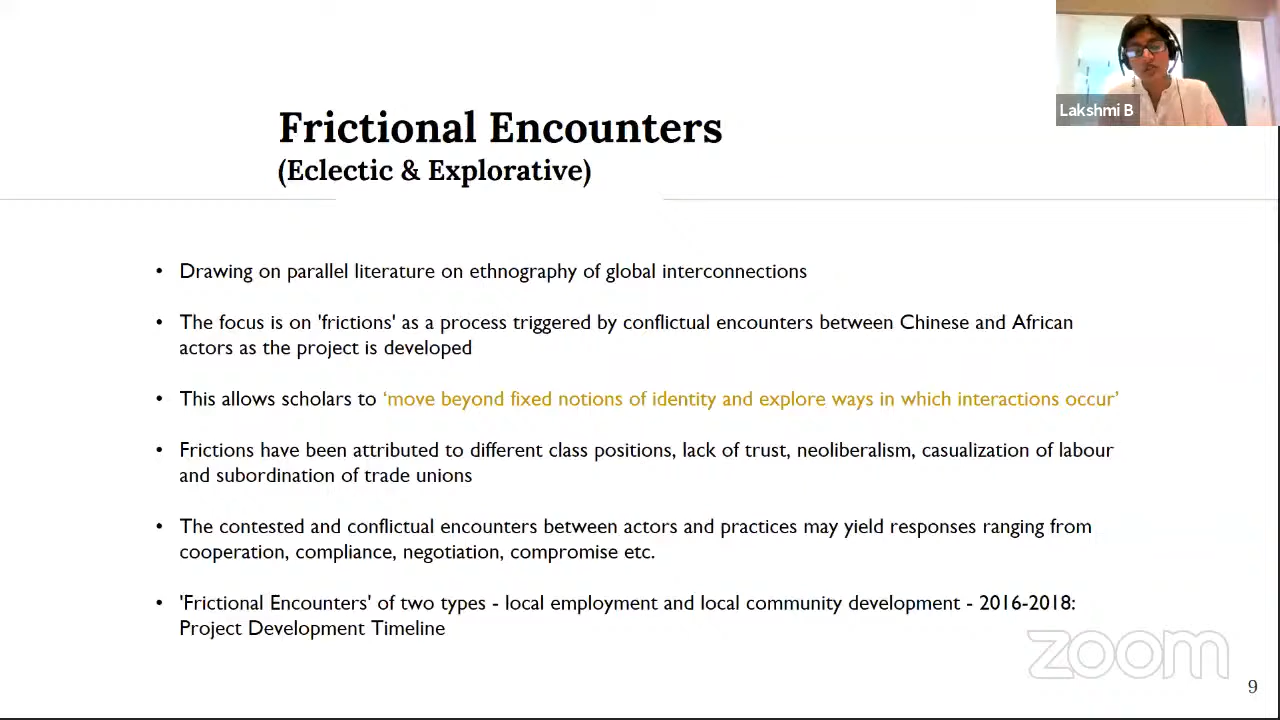 Lakshmi B
Frictional Encounters
(Eclectic & Explorative)
• Drawing on parallel literature on ethnography of global interconnections
• The focus is on 'frictions' as a process triggered by conflictual encounters between Chinese and African
actors as the project is developed
• This allows scholars to ‘move beyond fixed notions of identity and explore ways in which interactions occur’
• Frictions have been attributed to different class positions, lack of trust, neoliberalism, casualization of labour
and subordination of trade unions
• The contested and conflictual encounters between actors and practices may yield responses ranging from
cooperation, compliance, negotiation, compromise etc.
• 'Frictional Encounters' of two types - local employment and local community development - 2016-2018:
Project Development Timeline
zoom
9